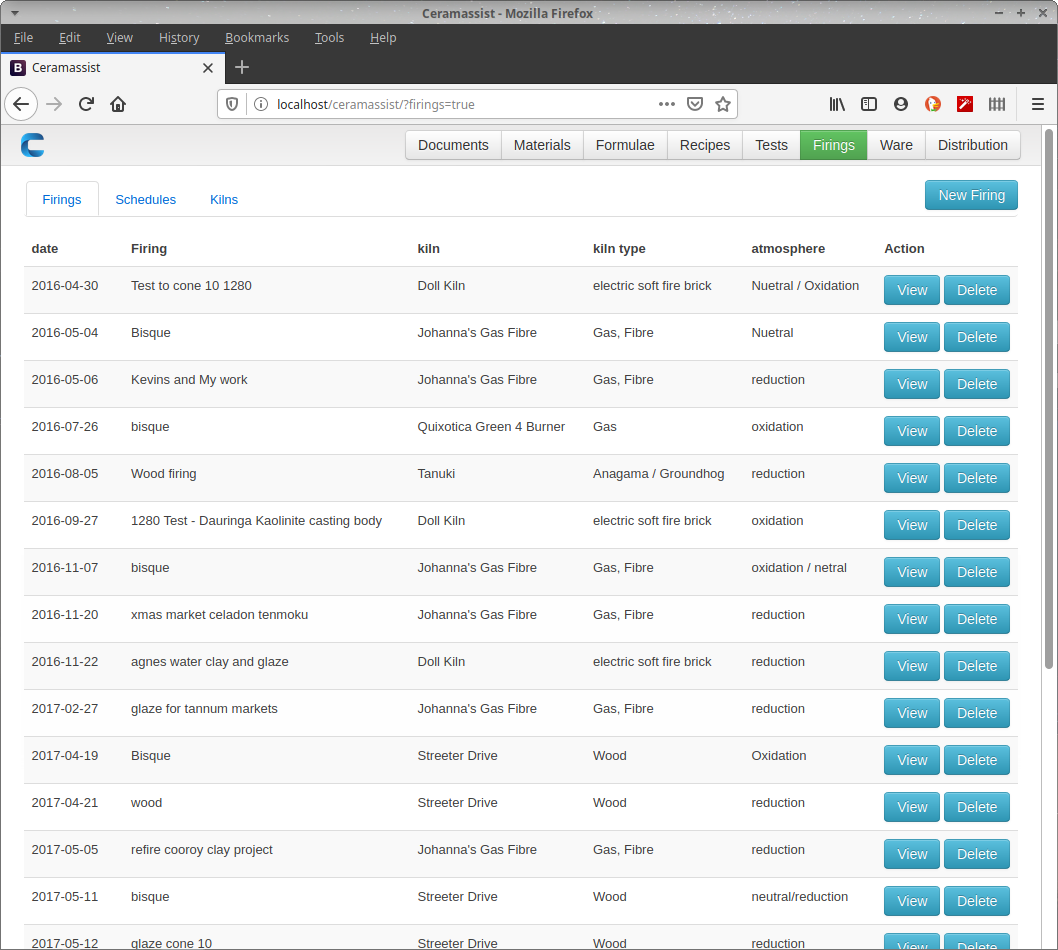 Ceramassist - Mozilla Firefox
File Edit View History Bookmarks Tools Help
B Ceramassist
localhost/ceramassist/?firings=true
C Documents Materials Formulae Recipes Tests Firings Ware Distribution
Firings Schedules Kilns New Firing
date Firing kiln kiln type atmosphere Action
2016-04-30 Test to cone 10 1280 Doll Kiln electric soft fire brick Nuetral / Oxidation View Delete
2016-05-04 Bisque Johanna's Gas Fibre Gas, Fibre Nuetral View Delete
2016-05-06 Kevins and My work Johanna's Gas Fibre Gas, Fibre reduction View Delete
2016-07-26 bisque Quixotica Green 4 Burner Gas oxidation View Delete
2016-08-05 Wood firing Tanuki Anagama / Groundhog reduction View Delete
2016-09-27 1280 Test - Dauringa Kaolinite casting body Doll Kiln electric soft fire brick oxidation View Delete
2016-11-07 bisque Johanna's Gas Fibre Gas, Fibre oxidation / netral View Delete
2016-11-20 xmas market celadon tenmoku Johanna's Gas Fibre Gas, Fibre reduction View Delete
2016-11-22 agnes water clay and glaze Doll Kiln electric soft fire brick reduction View Delete
2017-02-27 glaze for tannum markets Johanna's Gas Fibre Gas, Fibre reduction View Delete
2017-04-19 Bisque Streeter Drive Wood Oxidation View Delete
2017-04-21 wood Streeter Drive Wood reduction View Delete
2017-05-05 refire cooroy clay project Johanna's Gas Fibre Gas, Fibre reduction View Delete
2017-05-11 bisque Streeter Drive Wood neutral/reduction View Delete
2017-05-12 glaze cone 10 Streeter Drive Wood reduction View Delete